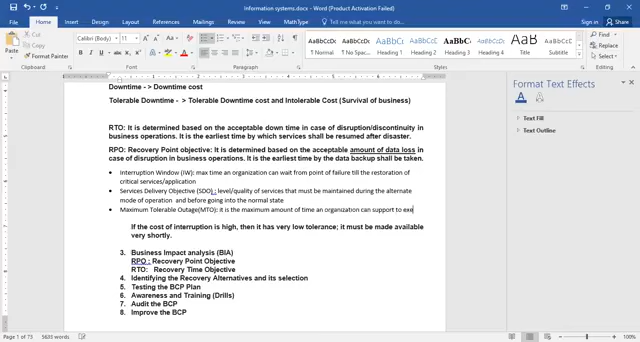 Information systems.docx - Word (Product Activation Failed)
File Home Insert Design Layout References Mailings Review View MathType Tell me what you want to do... Sign in Share
Paste
Cut
Copy
Format Painter
Clipboard
Calibri (Body) 11
Font
Paragraph
AaBbCcDc AaBbCcDc AaBbCc AaBbCcD AaBbC AaBbCcD AaB AaBbCcD
¶ Normal ¶ No Spac... Heading 1 Heading 2 Heading 3 Heading 4 Title Subtitle
Styles
Find
Replace
Select
Editing
Downtime - > Downtime cost
Tolerable Downtime - > Tolerable Downtime cost and Intolerable Cost (Survival of business)
RTO: It is determined based on the acceptable down time in case of disruption/discontinuity in
business operations. It is the earliest time by which services shall be resumed after disaster.
RPO: Recovery Point objective: It is determined based on the acceptable amount of data loss in
case of disruption in business operations. It is the earliest time by the data backup shall be taken.
• Interruption Window (IW): max time an organization can wait from point of failure till the restoration of
critical services/application
• Services Delivery Objective (SDO) : level/quality of services that must be maintained during the alternate
mode of operation and before going into the normal state
• Maximum Tolerable Outage(MTO): it is the maximum amount of time an organization can support to exe
If the cost of interruption is high, then it has very low tolerance; it must be made available
very shortly.
3. Business Impact analysis (BIA)
RPO : Recovery Point Objective
RTO: Recovery Time Objective
4. Identifying the Recovery Alternatives and its selection
5. Testing the BCP Plan
6. Awareness and Training (Drills)
7. Audit the BCP
8. Improve the BCP
Format Text Effects
Text Fill
Text Outline
Page 1 of 73 5635 words
100%